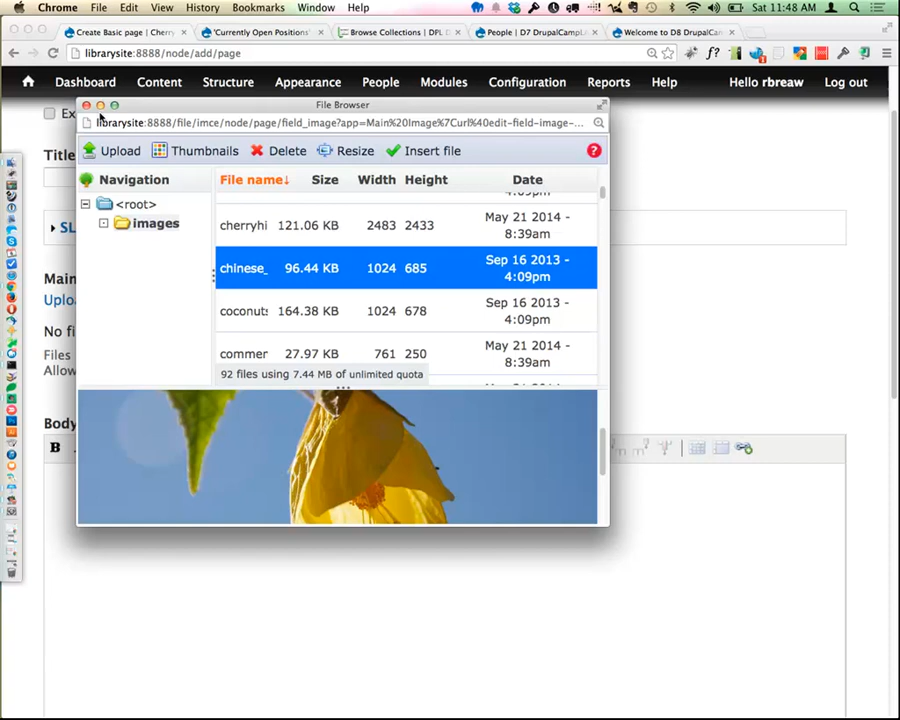 Chrome File Edit View History Bookmarks Window Help Sat 11:48 AM
Create Basic page | Cherry 'Currently Open Positions' Browse Collections | DPL D People | D7 DrupalCampLA Welcome to D8 DrupalCam
librarysite:8888/node/add/page f?
Dashboard Content Structure Appearance People Modules Configuration Reports Help Hello rbreaw Log out
File Browser
librarysite:8888/file/imce/node/page/field_image?app=Main%20Image%7Curl%40edit-field-image-...
Ex
Upload Thumbnails Delete Resize Insert file ?
Title
Navigation File name↓ Size Width Height Date
4:09pm
<root>
images
cherryhi 121.06 KB 2483 2433 May 21 2014 -
8:39am
SL
chinese_ 96.44 KB 1024 685 Sep 16 2013 -
4:09pm
Main
Uplo
coconuts 164.38 KB 1024 678 Sep 16 2013 -
4:09pm
No fi
Files
Allow
commer 27.97 KB 761 250 May 21 2014 -
8:39am
92 files using 7.44 MB of unlimited quota
Body
B